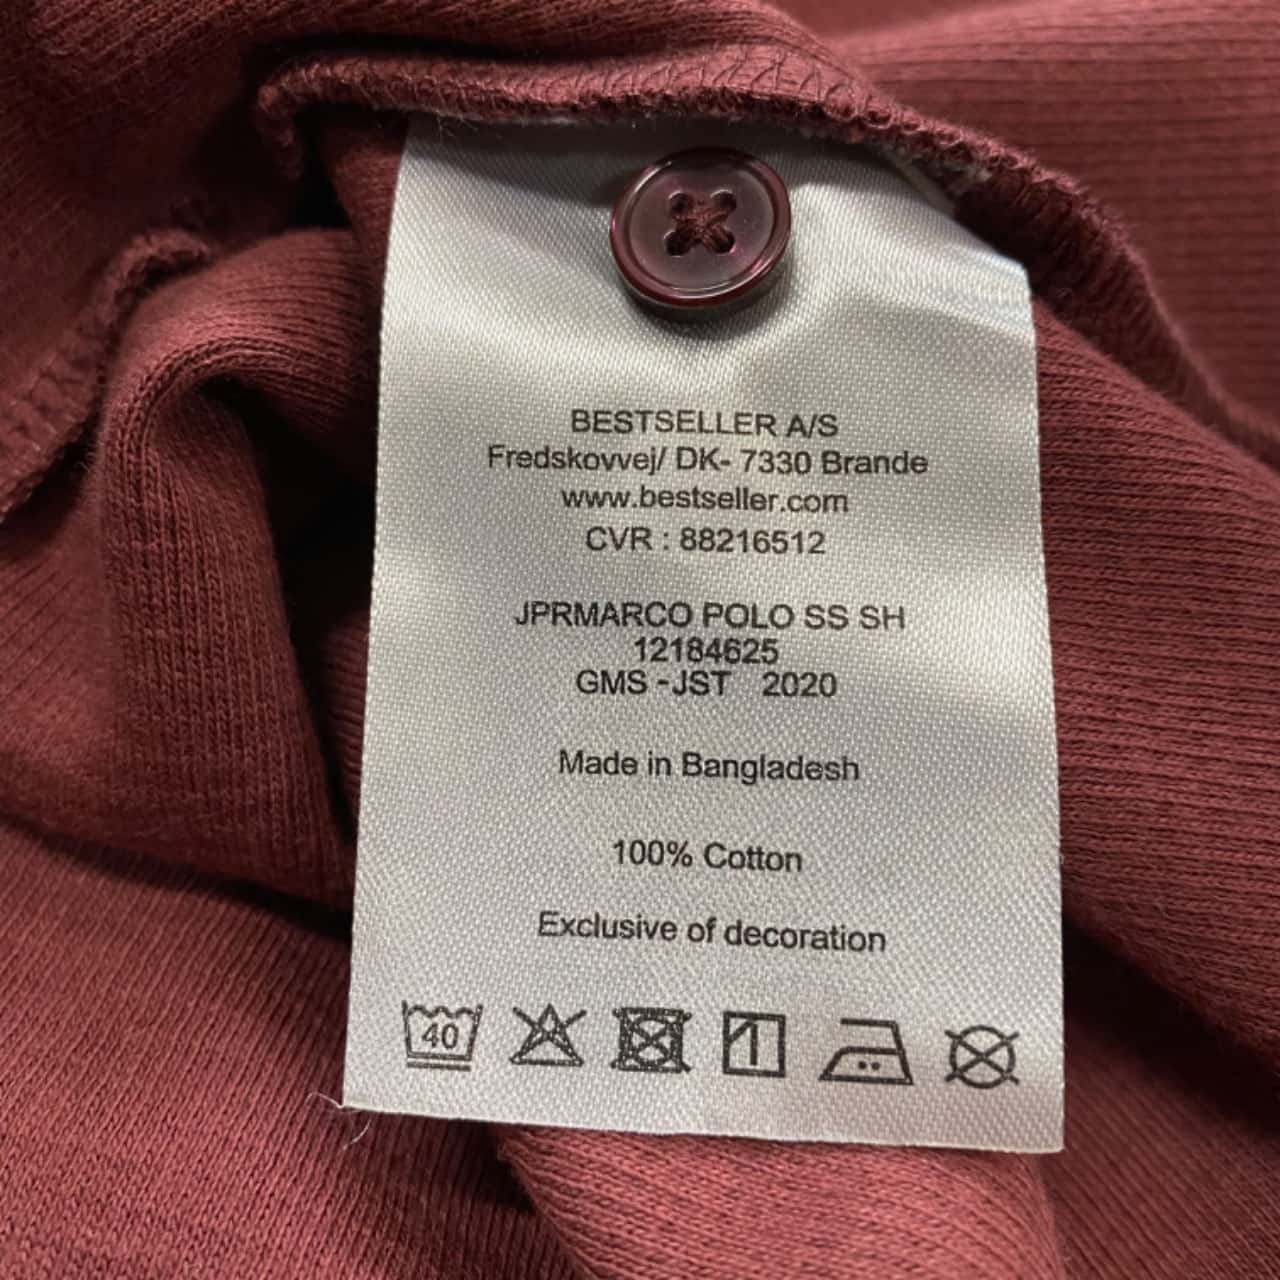 BESTSELLER A/S
Fredskovvej/ DK- 7330 Brande
www.bestseller.com
CVR : 88216512
JPRMARCO POLO SS SH
12184625
GMS -JST 2020
Made in Bangladesh
100% Cotton
Exclusive of decoration
40